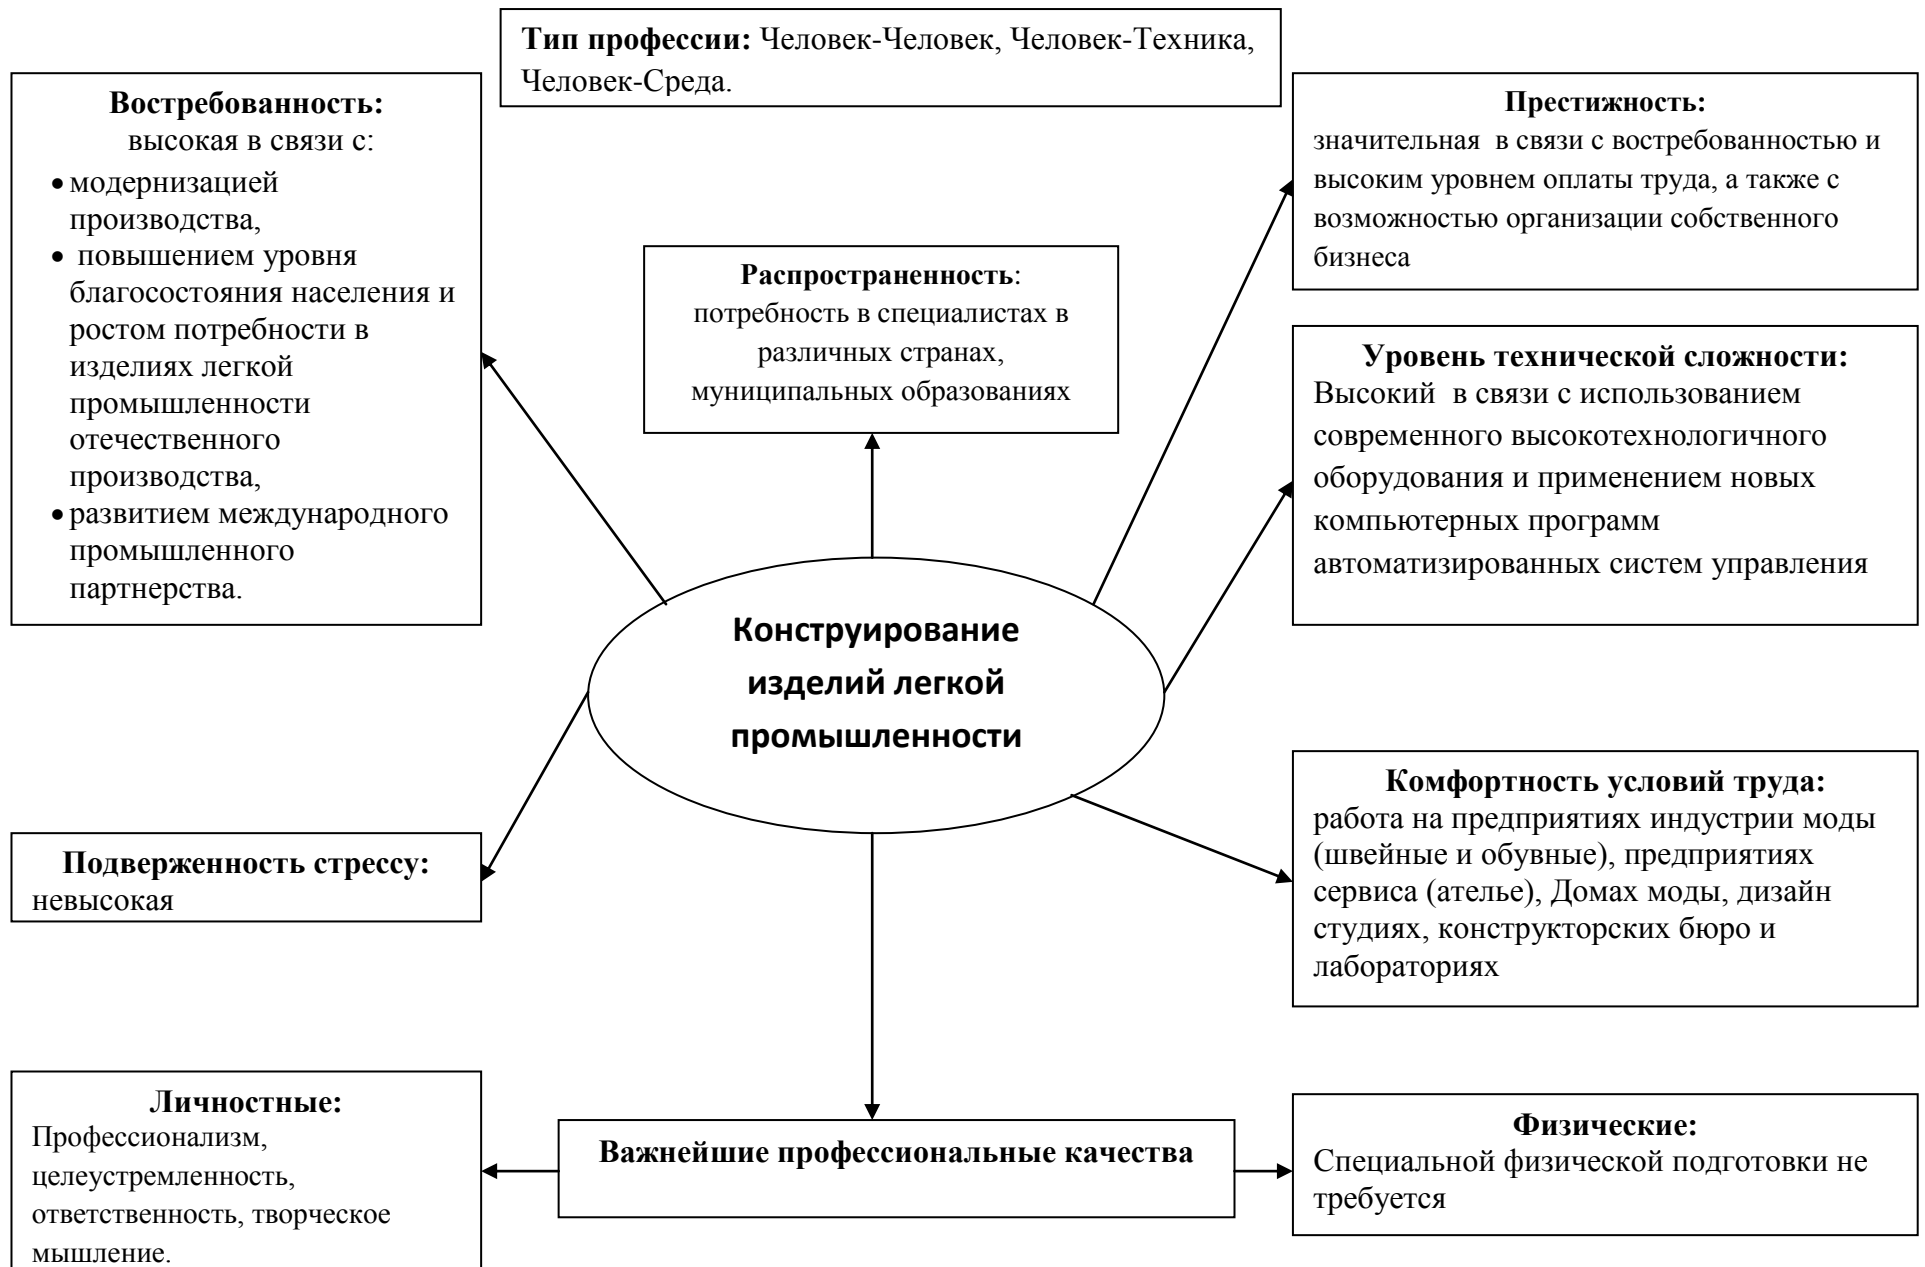 Тип профессии: Человек-Человек, Человек-Техника,
Человек-Среда.
Востребованность:
высокая в связи с:
• модернизацией
производства,
• повышением уровня
благосостояния населения и
ростом потребности в
изделиях легкой
промышленности
отечественного
производства,
• развитием международного
промышленного
партнерства.
Распространенность:
потребность в специалистах в
различных странах,
муниципальных образованиях
Престижность:
значительная в связи с востребованностью и
высоким уровнем оплаты труда, а также с
возможностью организации собственного
бизнеса
Уровень технической сложности:
Высокий в связи с использованием
современного высокотехнологичного
оборудования и применением новых
компьютерных программ
автоматизированных систем управления
Конструирование
изделий легкой
промышленности
Подверженность стрессу:
невысокая
Комфортность условий труда:
работа на предприятиях индустрии моды
(швейные и обувные), предприятиях
сервиса (ателье), Домах моды, дизайн
студиях, конструкторских бюро и
лабораториях
Личностные:
Профессионализм,
целеустремленность,
ответственность, творческое
мышление.
Важнейшие профессиональные качества
Физические:
Специальной физической подготовки не
требуется